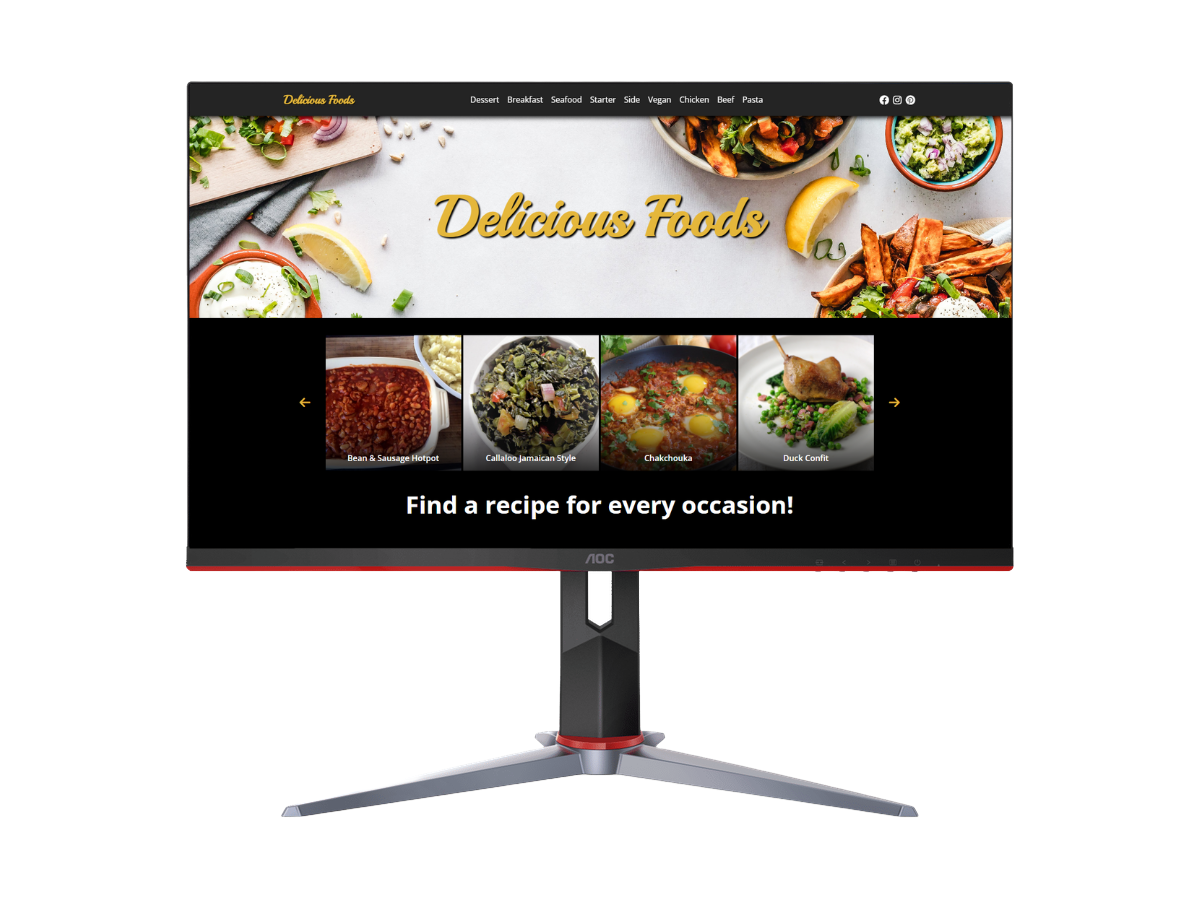 Delicious Foods Dessert Breakfast Seafood Starter Side Vegan Chicken Beef Pasta
Delicious Foods
Bean & Sausage Hotpot Callaloo Jamaican Style Chakchouka Duck Confit
Find a recipe for every occasion!
AOC